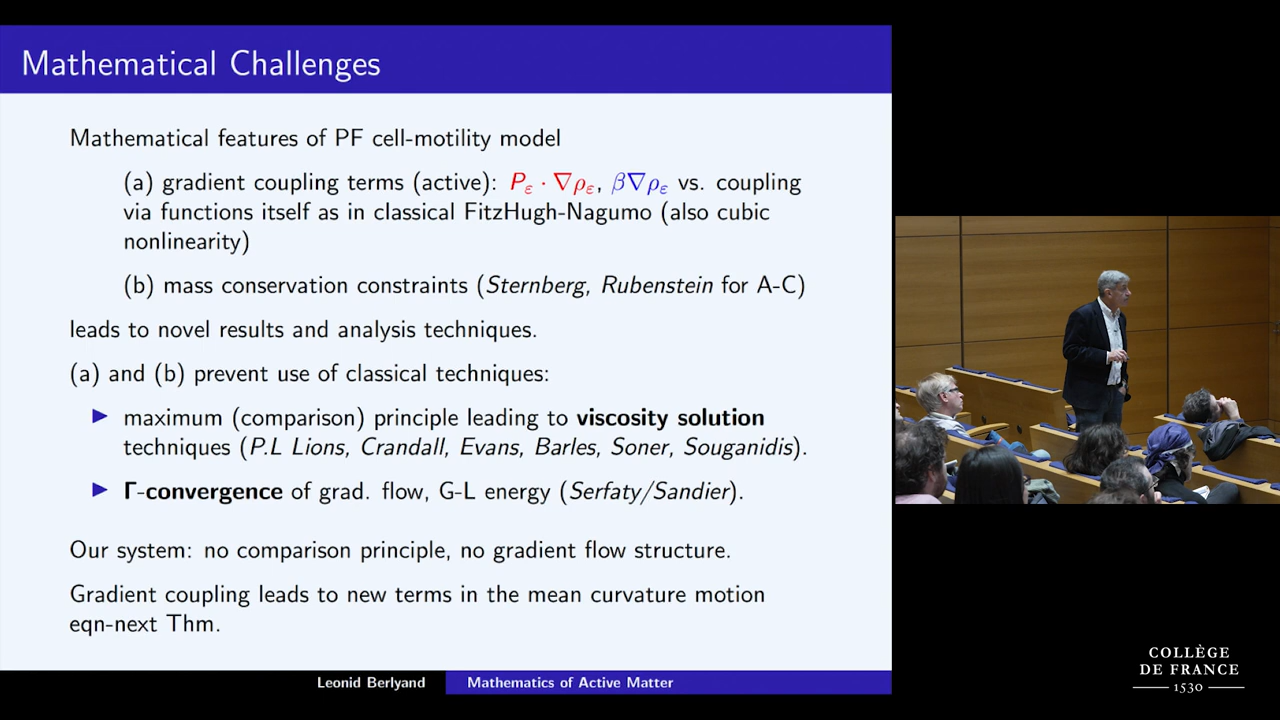 Mathematical Challenges
Mathematical features of PF cell-motility model
(a) gradient coupling terms (active): Pε · ∇ρε, β∇ρε vs. coupling
via functions itself as in classical FitzHugh-Nagumo (also cubic
nonlinearity)
(b) mass conservation constraints (Sternberg, Rubenstein for A-C)
leads to novel results and analysis techniques.
(a) and (b) prevent use of classical techniques:
▶ maximum (comparison) principle leading to viscosity solution
techniques (P.L Lions, Crandall, Evans, Barles, Soner, Souganidis).
▶ Γ-convergence of grad. flow, G-L energy (Serfaty/Sandier).
Our system: no comparison principle, no gradient flow structure.
Gradient coupling leads to new terms in the mean curvature motion
eqn-next Thm.
Leonid Berlyand
Mathematics of Active Matter
COLLÈGE
DE FRANCE
1530